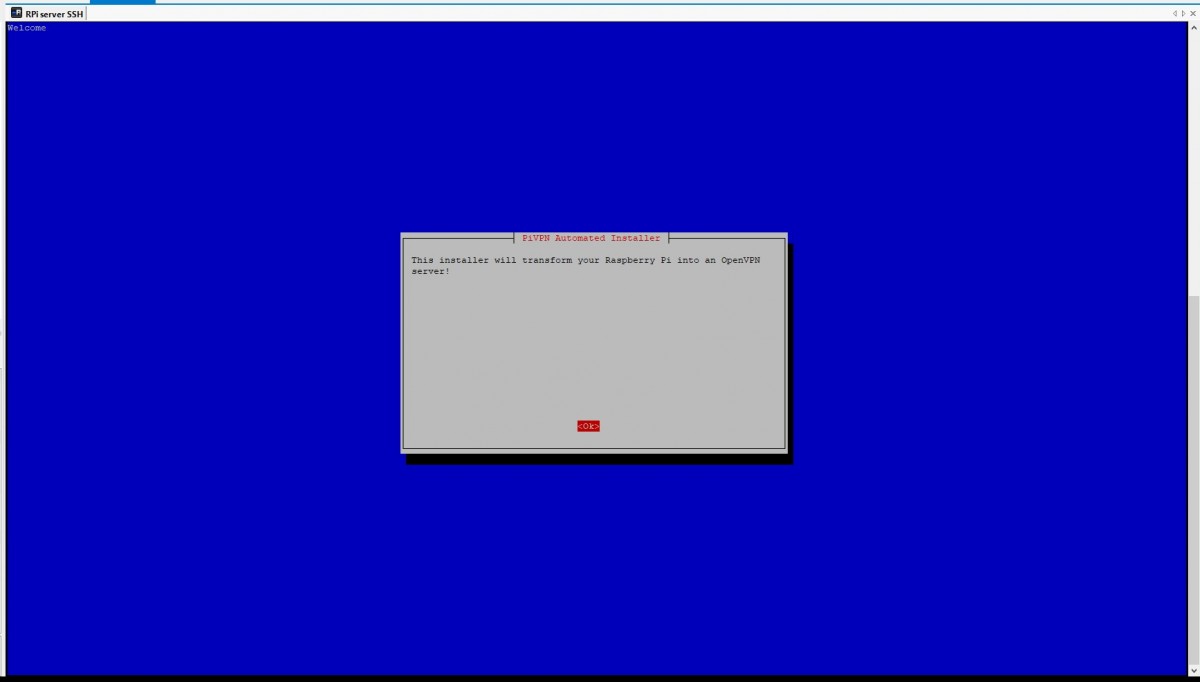 RPi server SSH
Welcome
PiVPN Automated Installer
This installer will transform your Raspberry Pi into an OpenVPN
server!
<Ok>